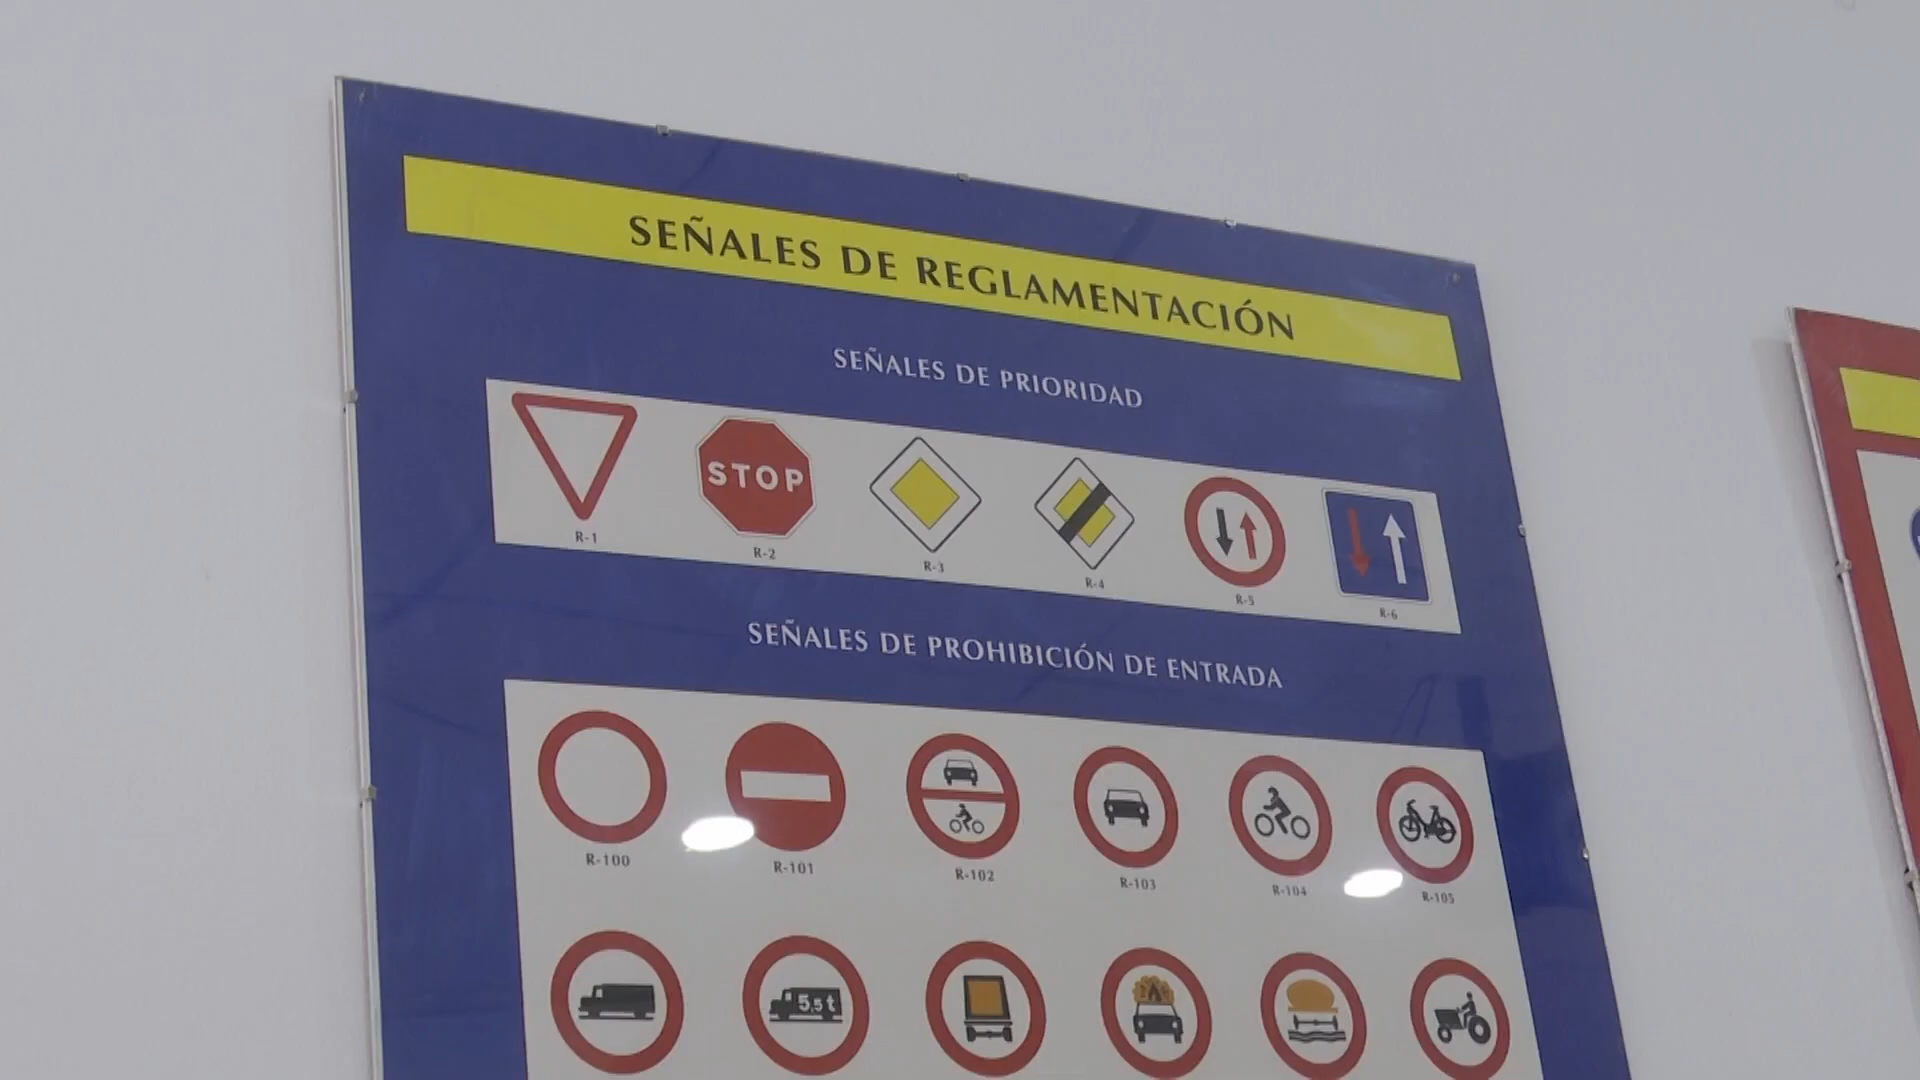 SEÑALES DE REGLAMENTACIÓN
SEÑALES DE PRIORIDAD
STOP
R-1
R-2
R-3
R-4
R-5
R-6
SEÑALES DE PROHIBICIÓN DE ENTRADA
R-100
R-101
R-102
R-103
R-104
R-105
5,5t